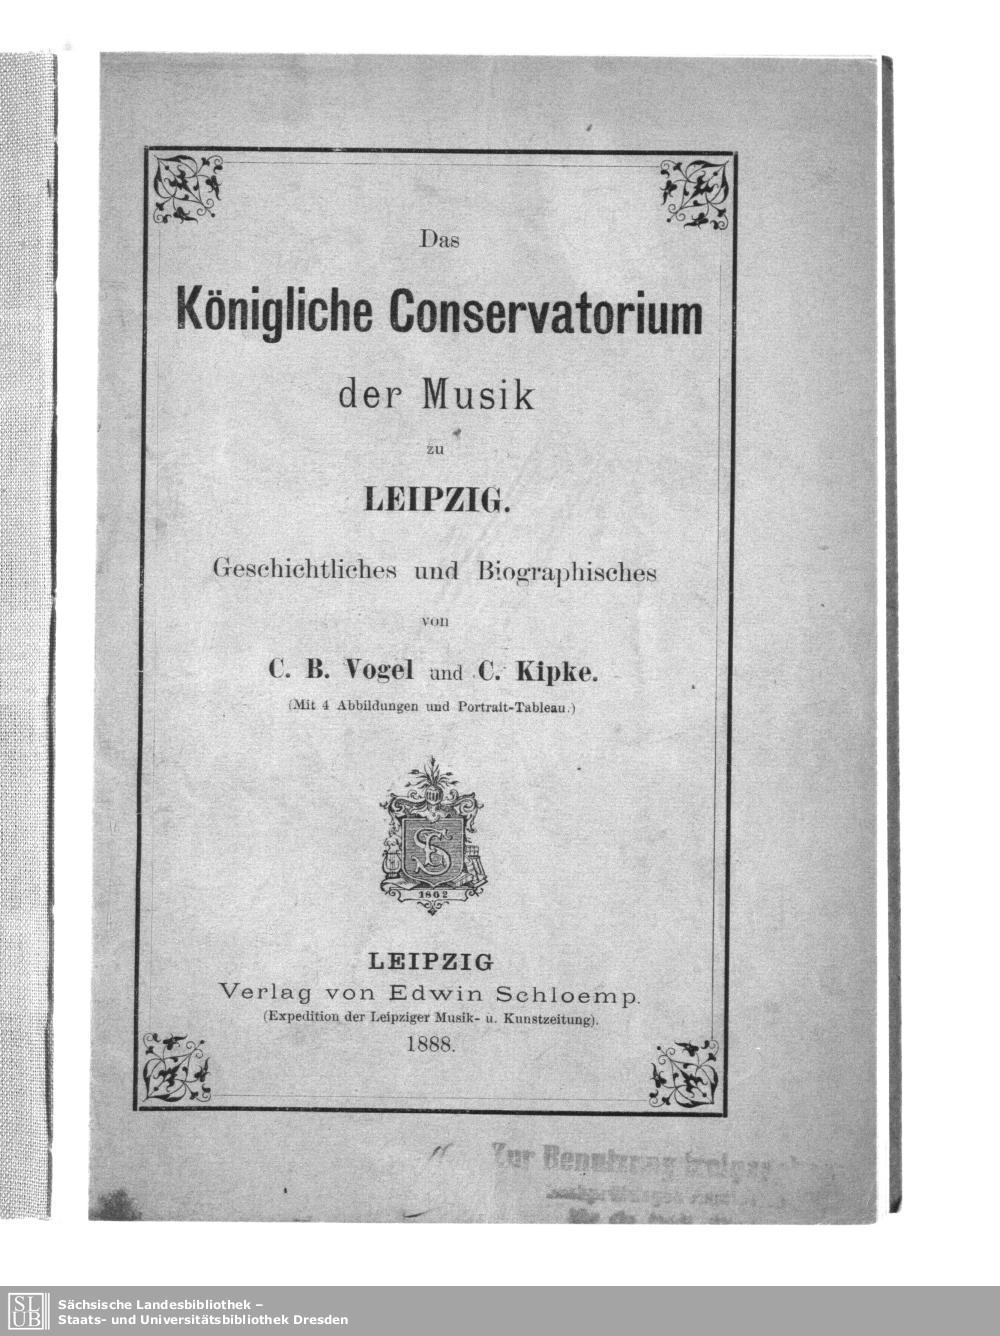 Das
Königliche Conservatorium
der Musik
zu
LEIPZIG.
Geschichtliches und Biographisches
von
C. B. Vogel und C. Kipke.
(Mit 4 Abbildungen und Portrait-Tableau.)
1862
LEIPZIG
Verlag von Edwin Schloemp.
(Expedition der Leipziger Musik- u. Kunstzeitung).
1888.
Zur Benutzung
SLUB
Sächsische Landesbibliothek –
Staats- und Universitätsbibliothek Dresden